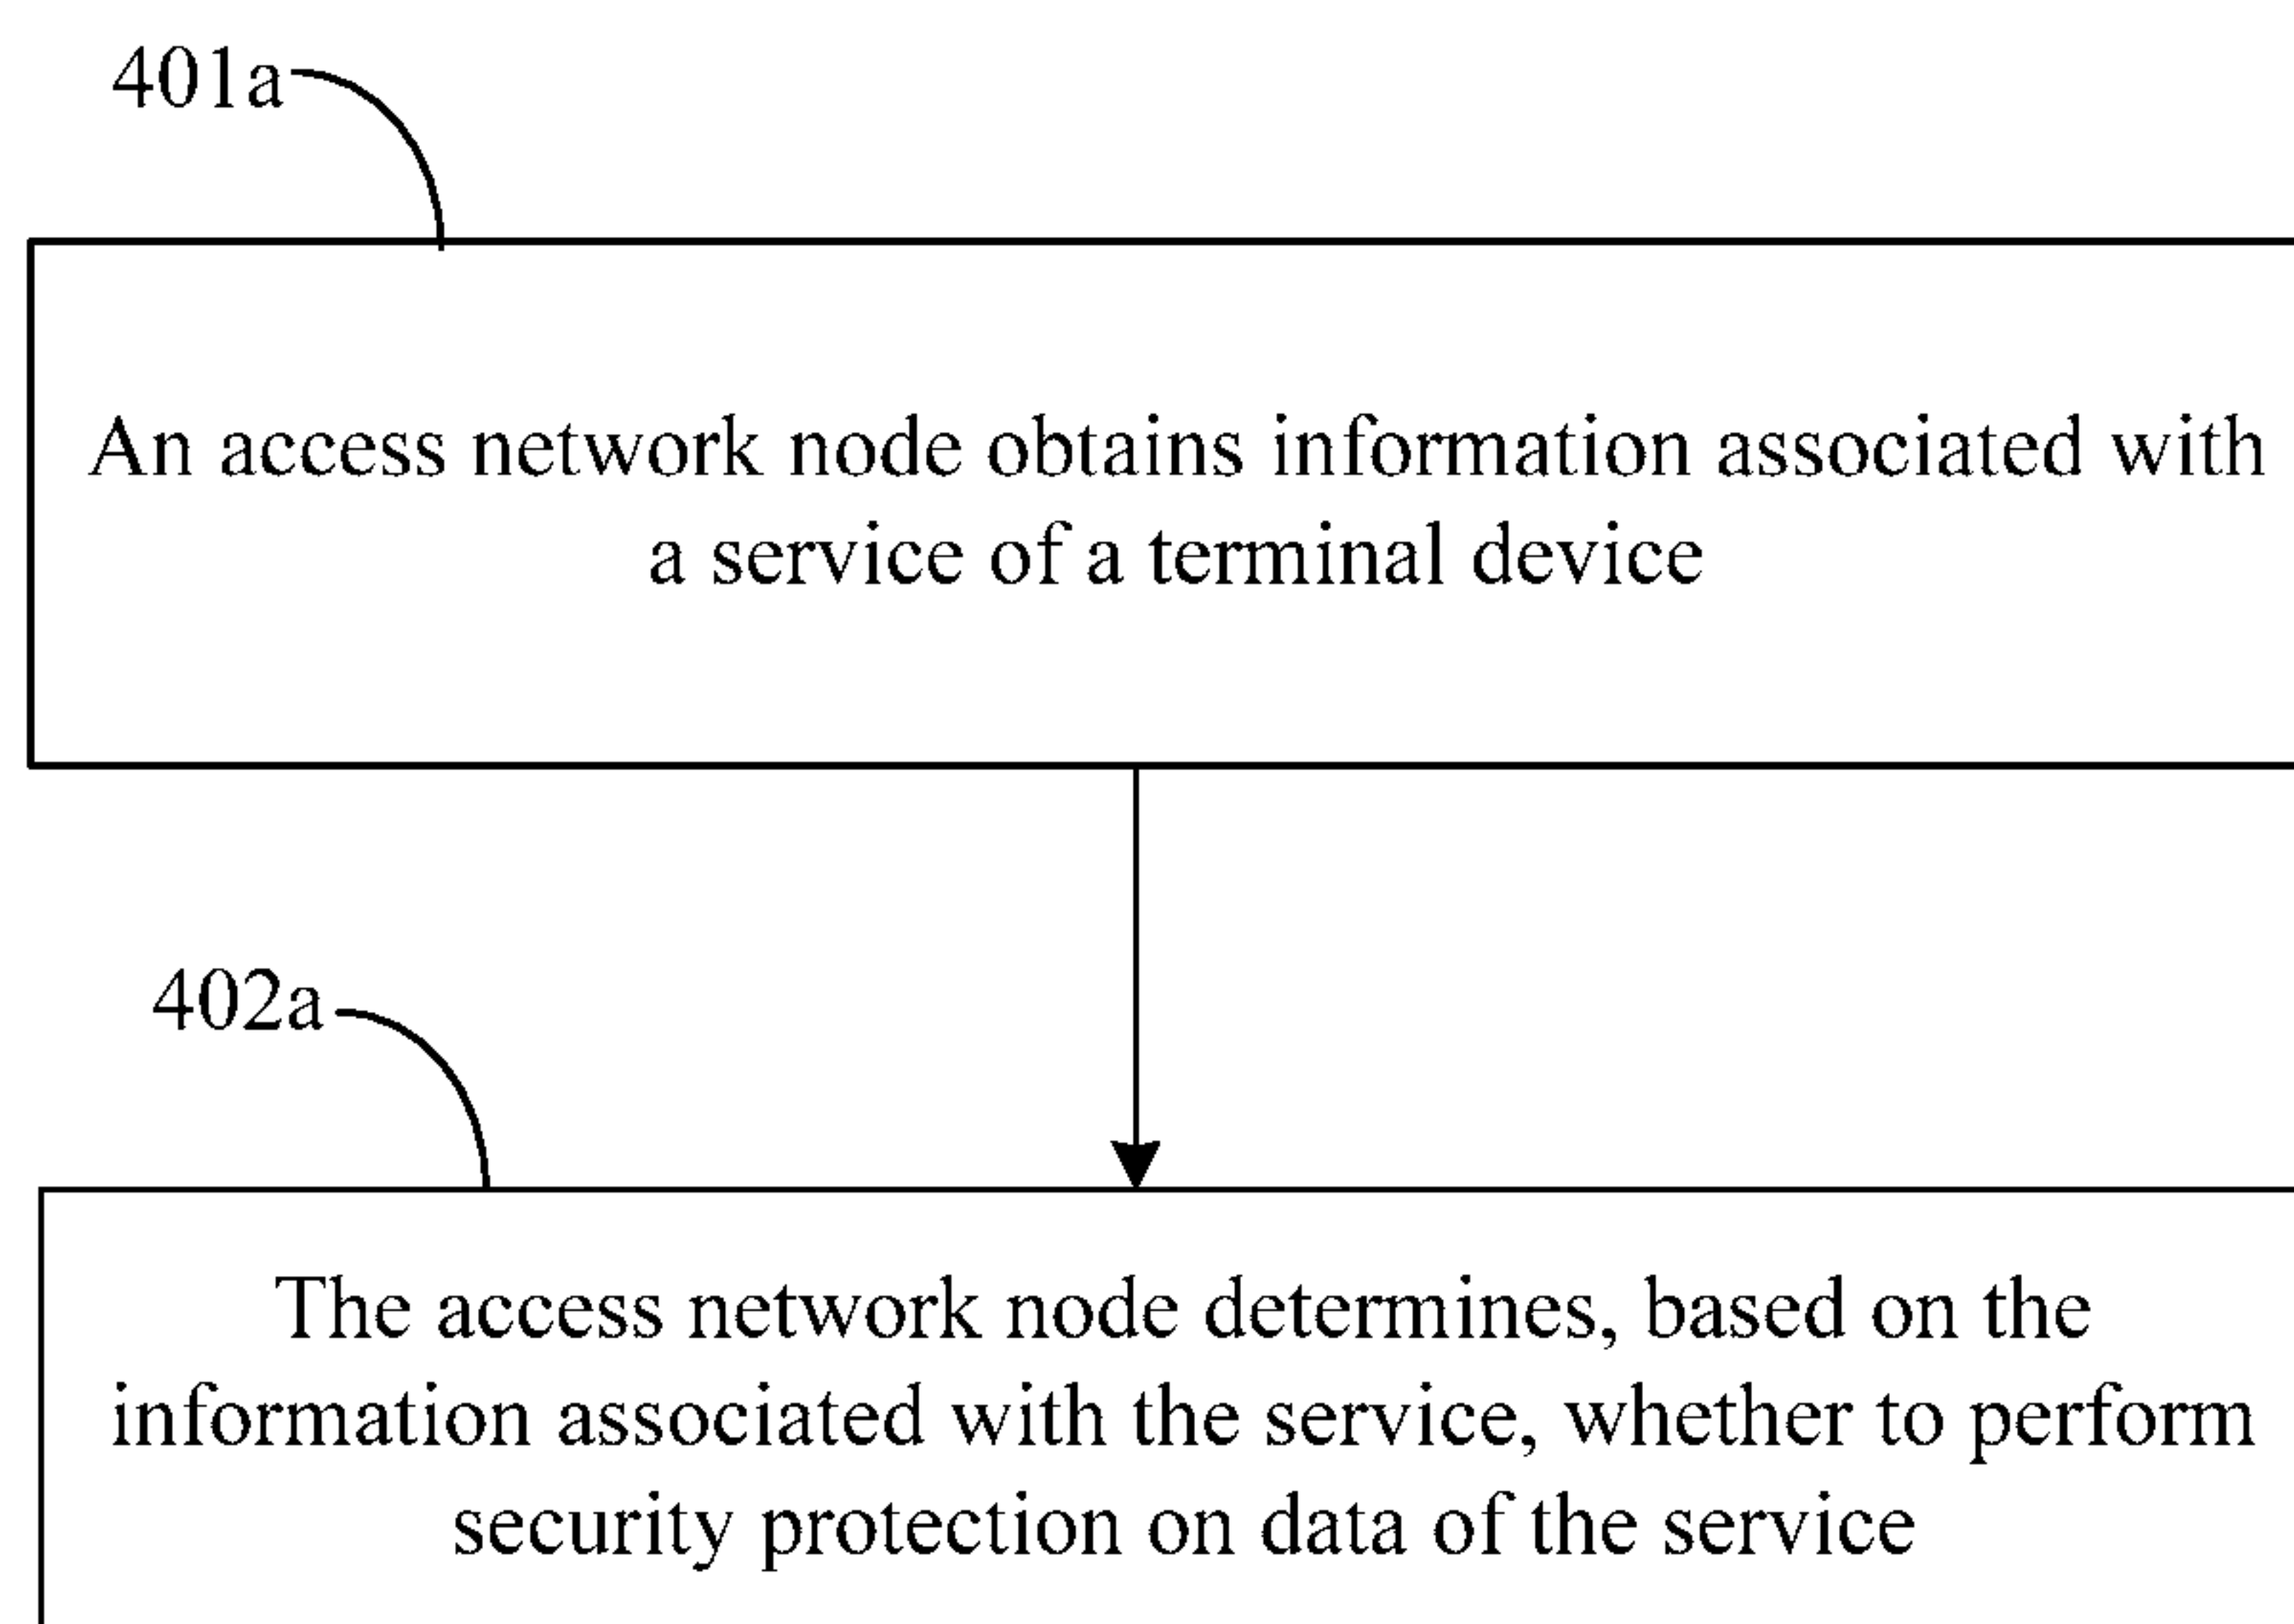 401a
An access network node obtains information associated with
a service of a terminal device
402a
The access network node determines, based on the
information associated with the service, whether to perform
security protection on data of the service